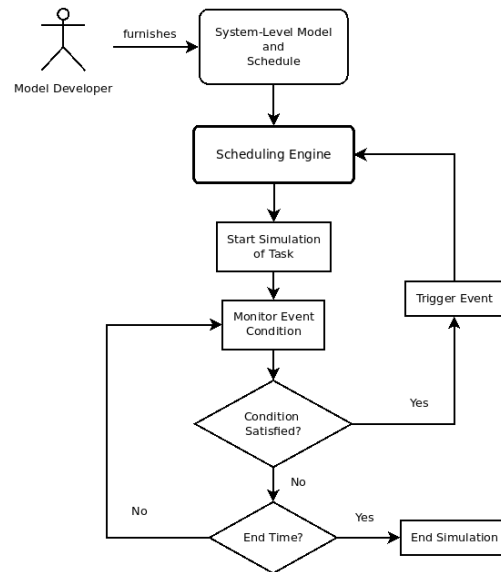 furnishes
System-Level Model
and
Schedule
Model Developer
Scheduling Engine
Start Simulation
of Task
Trigger Event
Monitor Event
Condition
Condition
Satisfied?
Yes
No
No
End Time?
Yes
End Simulation